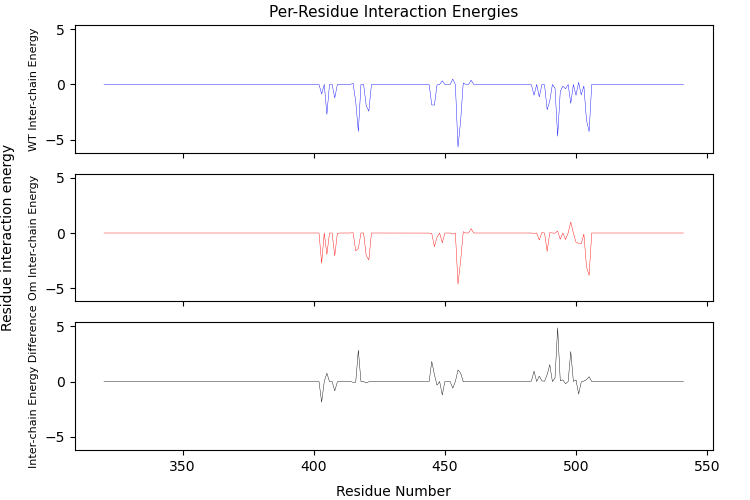 Per-Residue Interaction Energies
Residue interaction energy
WT Inter-chain Energy
5
0
−5
Om Inter-chain Energy
5
0
−5
Inter-chain Energy Difference
5
0
−5
350
400
450
500
550
Residue Number